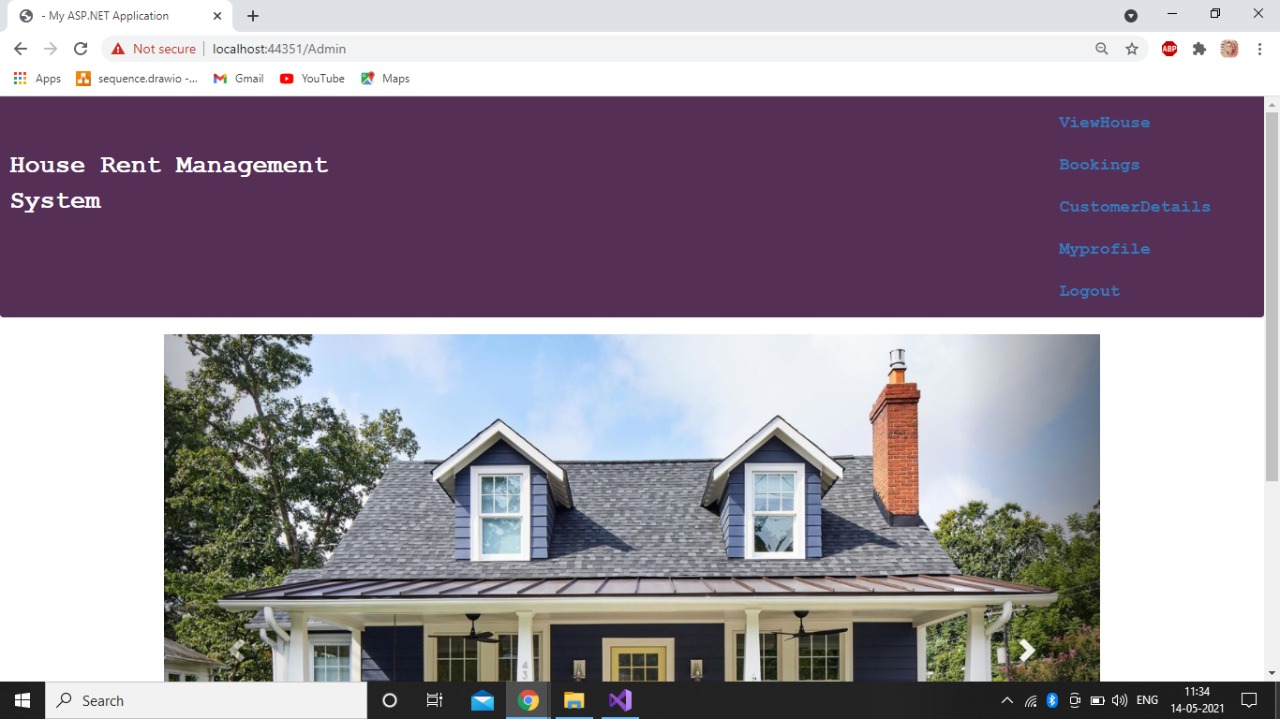 - My ASP.NET Application
Not secure
localhost:44351/Admin
ABP
Apps
sequence.drawio -...
Gmail
YouTube
Maps
House Rent Management
System
ViewHouse
Bookings
CustomerDetails
Myprofile
Logout
Search
ENG
11:34
14-05-2021